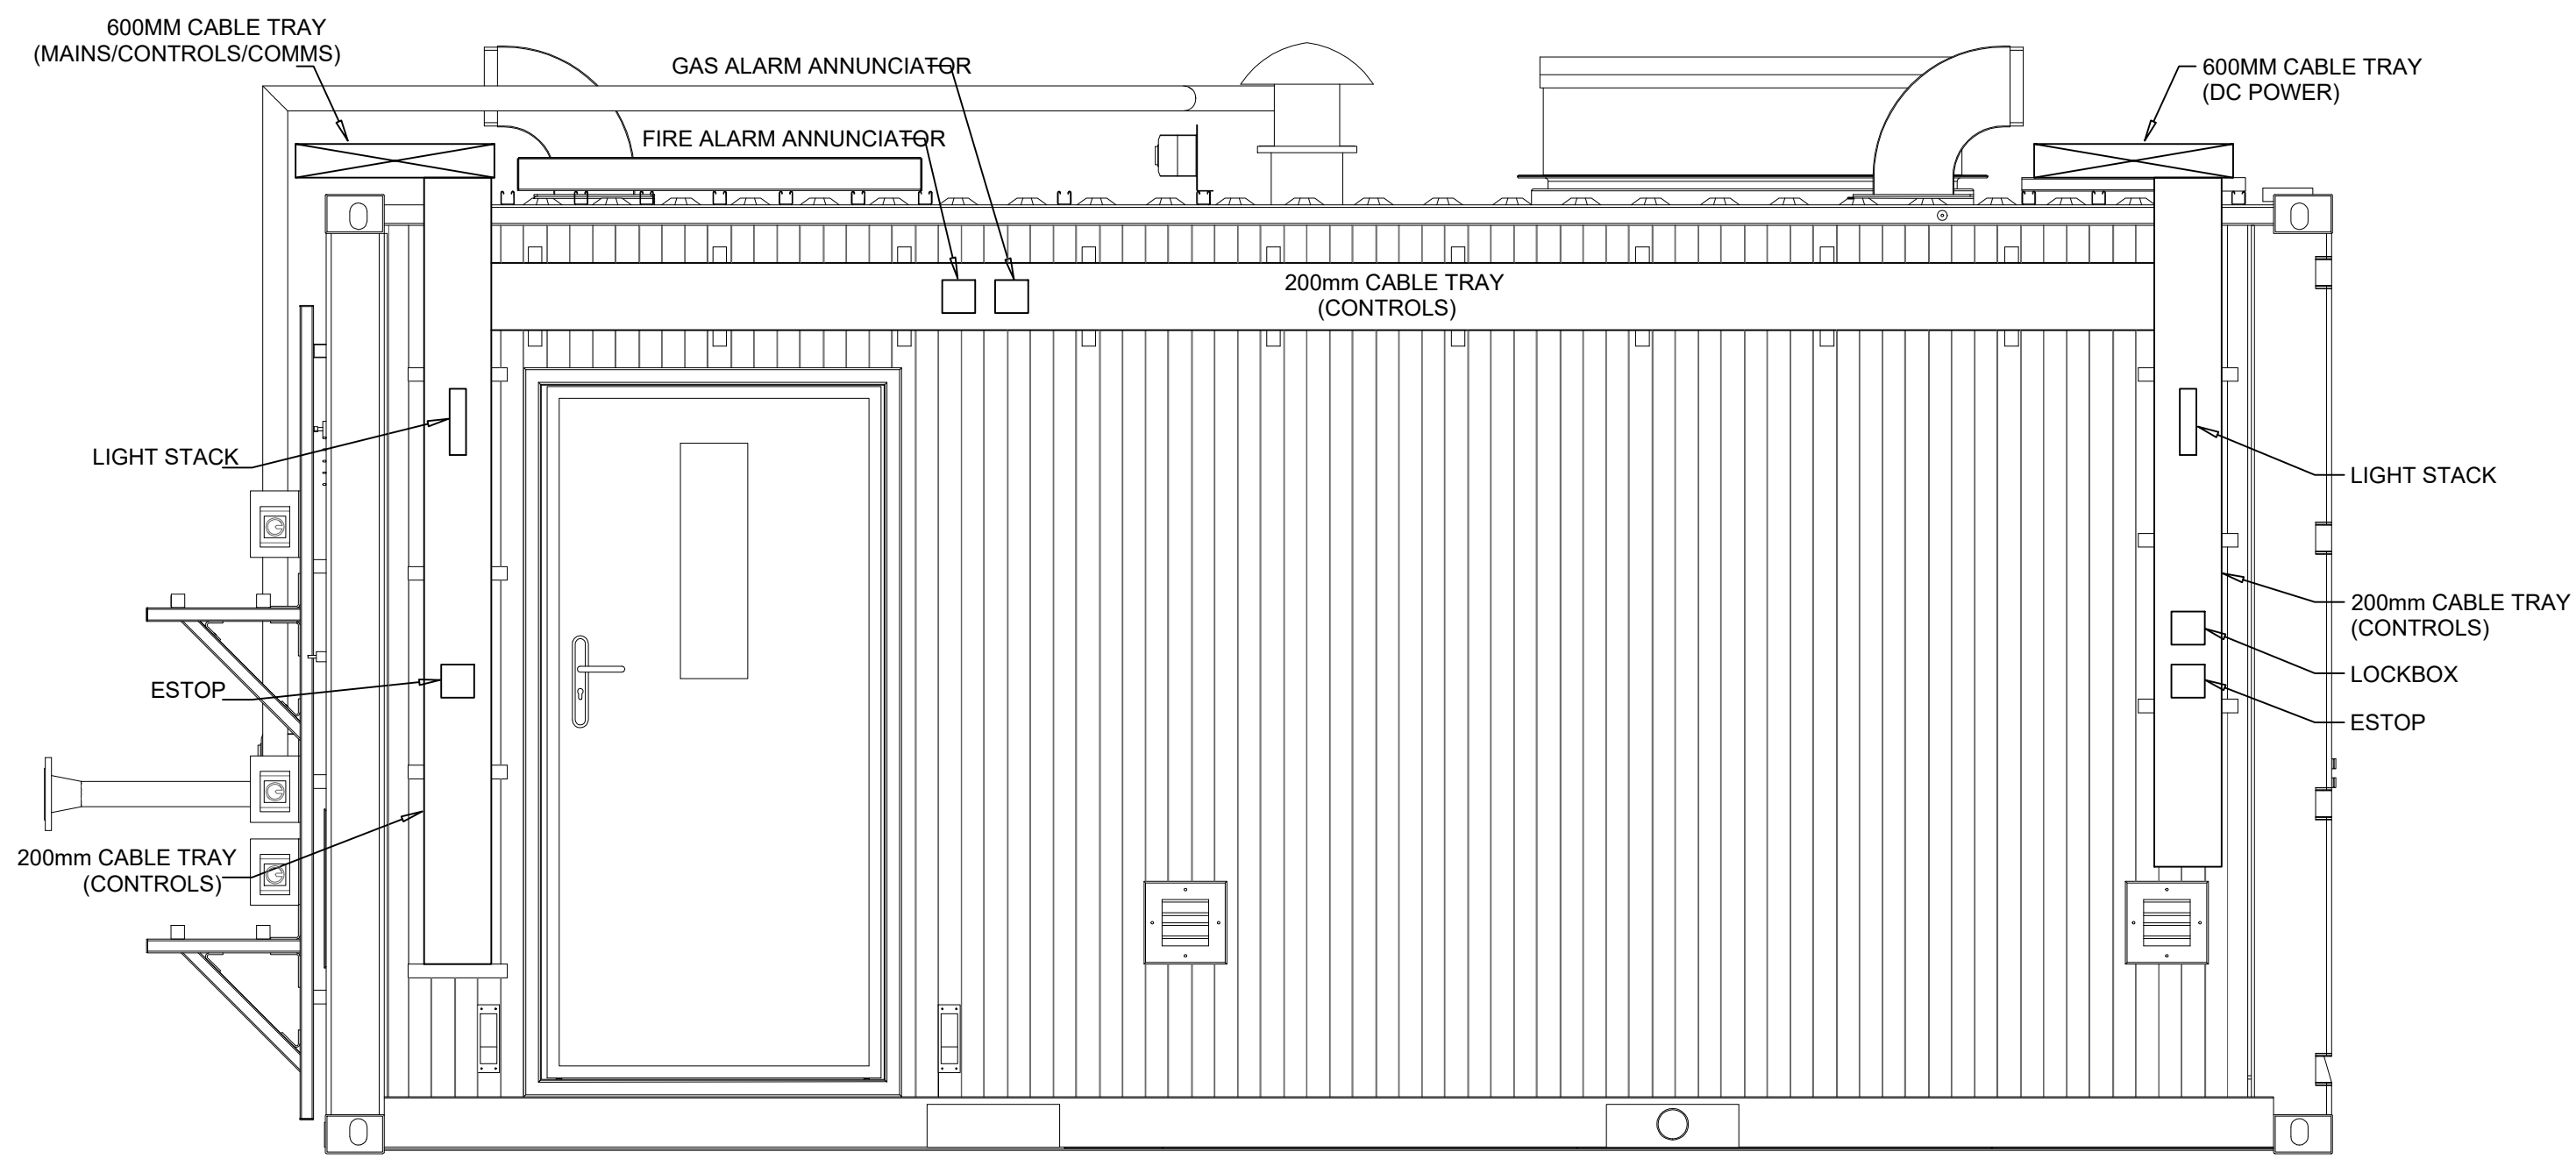 600MM CABLE TRAY
(MAINS/CONTROLS/COMMS)
GAS ALARM ANNUNCIATOR
600MM CABLE TRAY
(DC POWER)
FIRE ALARM ANNUNCIATOR
200mm CABLE TRAY
(CONTROLS)
LIGHT STACK
LIGHT STACK
200mm CABLE TRAY
(CONTROLS)
LOCKBOX
ESTOP
ESTOP
200mm CABLE TRAY
(CONTROLS)